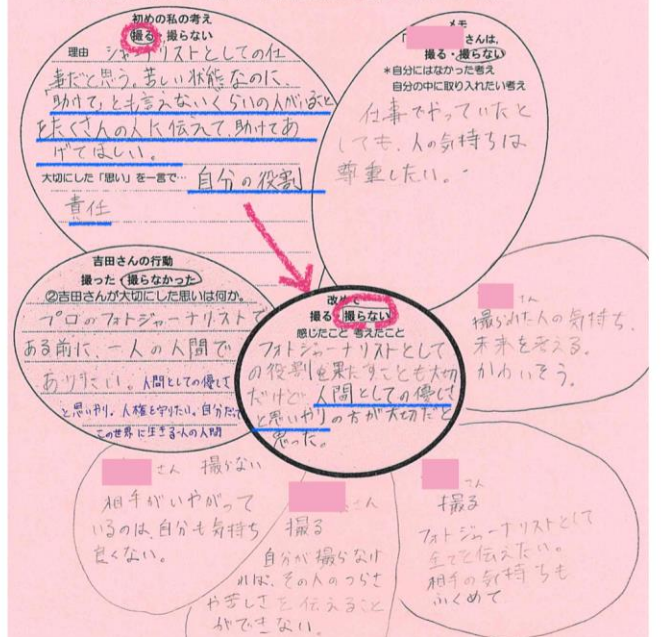 初めの私の考え
撮る・撮らない
理由 ジャーナリストとしての仕
事だと思う。苦しい状態なのに、
「助けて」とも言えないくらいの人がいること
をたくさんの人に伝えて、助けてあ
げてほしい。
大切にした「思い」を一言で… 自分の役割
責任
メモ
「 さんは、
撮る・撮らない
＊自分にはなかった考え
自分の中に取り入れたい考え
仕事でやっていたと
しても、人の気持ちは
尊重したい。
吉田さんの行動
撮った・撮らなかった
②吉田さんが大切にした思いは何か。
プロのフォトジャーナリストで
ある前に、一人の人間で
ありたい。人間としての優しさ
と思いやり。人権を守りたい。自分だって
この世界に生きる一人の人間
改めて
撮る・撮らない
感じたこと 考えたこと
フォトジャーナリストとして
の役割を果たすことも大切
だけど、人間としての優しさ
と思いやりの方が大切だと
思った。
さん
撮られた人の気持ち、
未来を考える。
かわいそう。
さん 撮らない
相手がいやがって
いるのは、自分も気持ち
良くない。
さん
撮る
自分が撮らなけ
れば、その人のつらさ
や苦しさを伝えること
ができない。
さん
撮る
フォトジャーナリストとして
全てを伝えたい。
相手の気持ちも
ふくめて